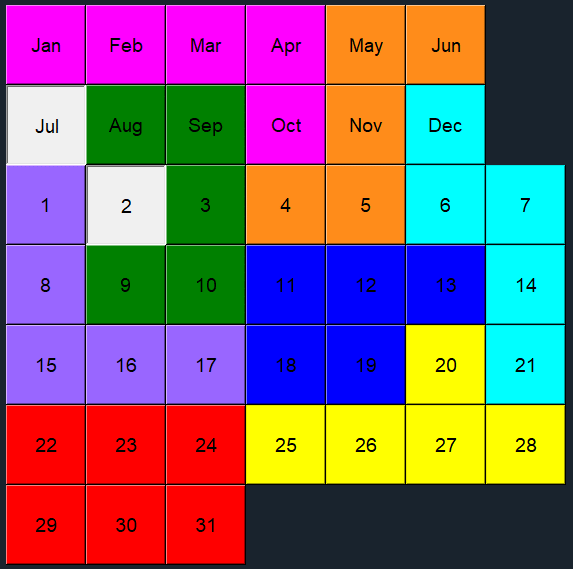 Jan Feb Mar Apr May Jun
Jul Aug Sep Oct Nov Dec
1 2 3 4 5 6 7
8 9 10 11 12 13 14
15 16 17 18 19 20 21
22 23 24 25 26 27 28
29 30 31